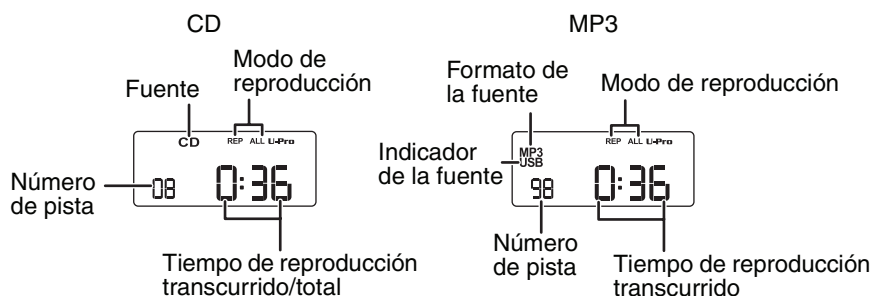 CD
Fuente
Modo de
reproducción
CD
REP ALL U-Pro
08 0:36
Número
de pista
Tiempo de reproducción
transcurrido/total
MP3
Formato de
la fuente
Modo de reproducción
REP ALL U-Pro
MP3
USB
Indicador
de la fuente
98 0:36
Número
de pista
Tiempo de reproducción
transcurrido